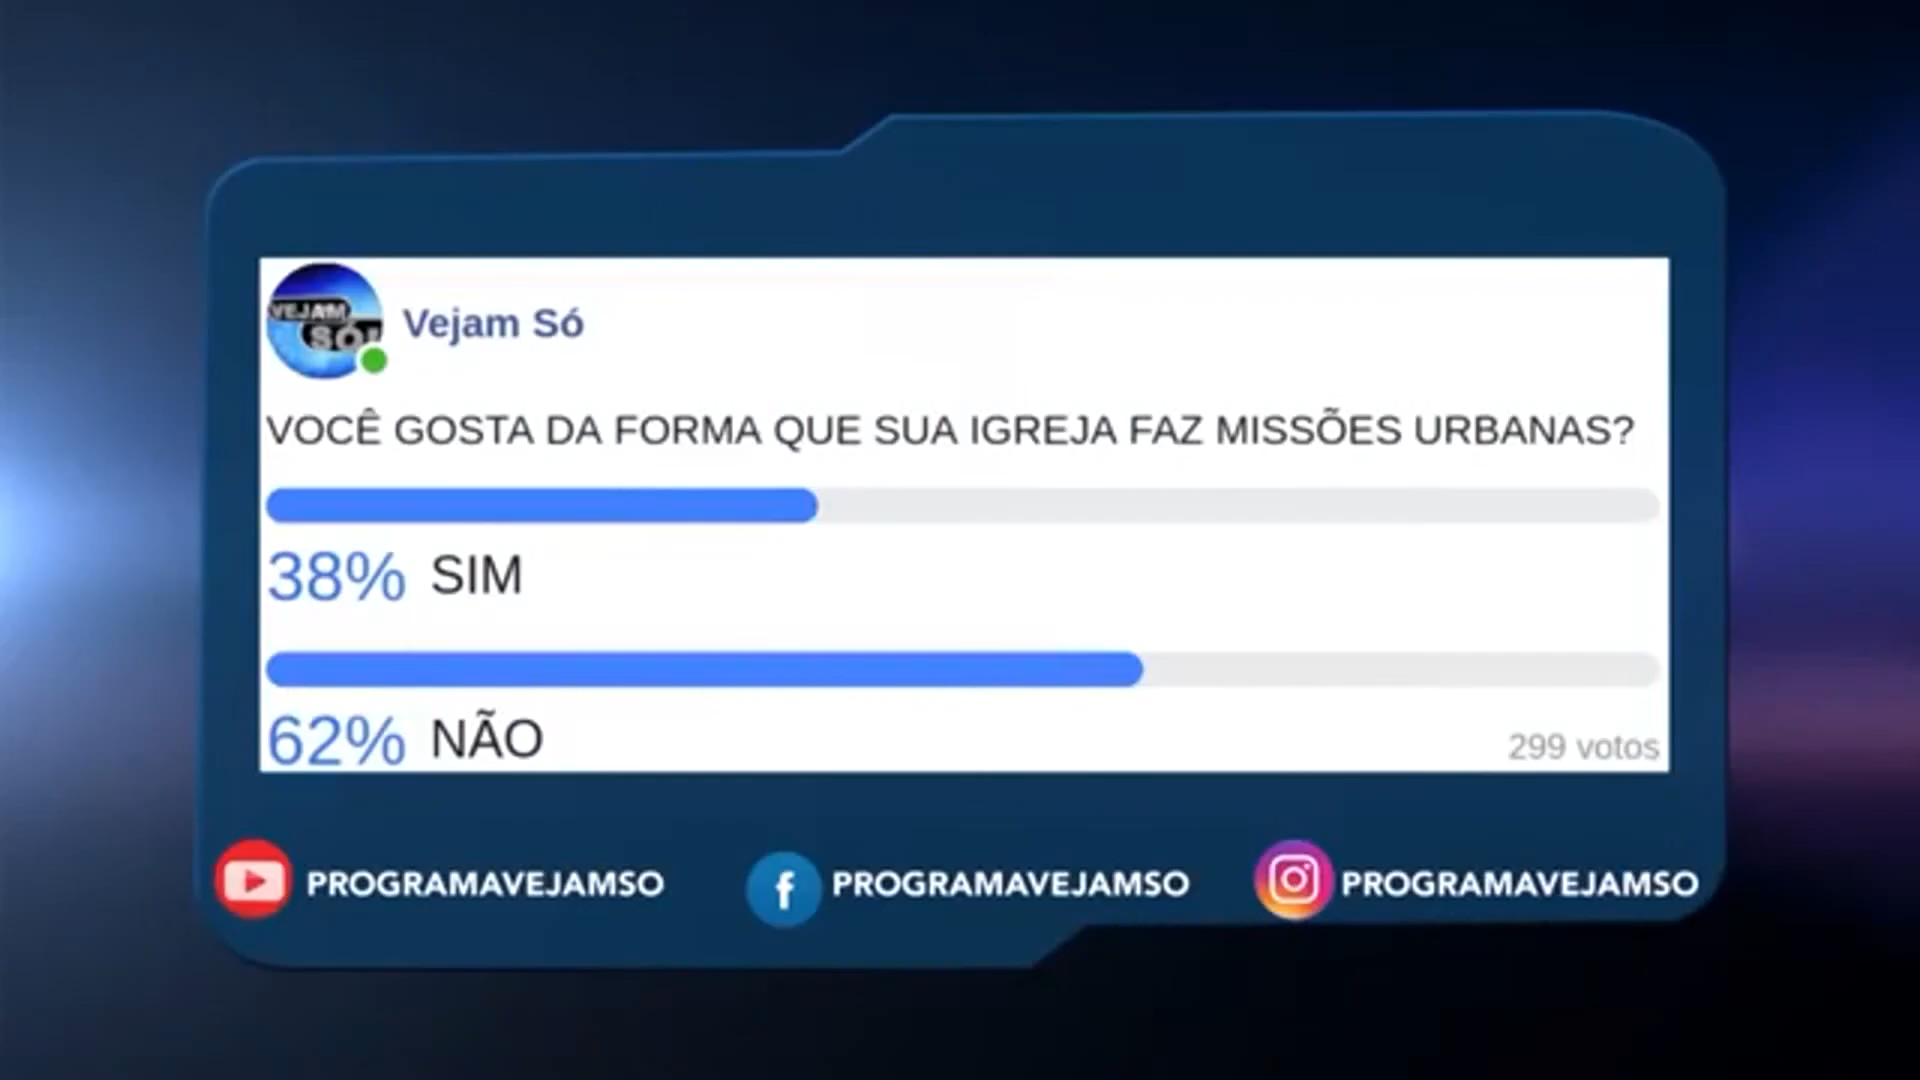 VEJAM
SÓ!
Vejam Só
VOCÊ GOSTA DA FORMA QUE SUA IGREJA FAZ MISSÕES URBANAS?
38% SIM
62% NÃO
299 votos
PROGRAMAVEJAMSO
PROGRAMAVEJAMSO
PROGRAMAVEJAMSO